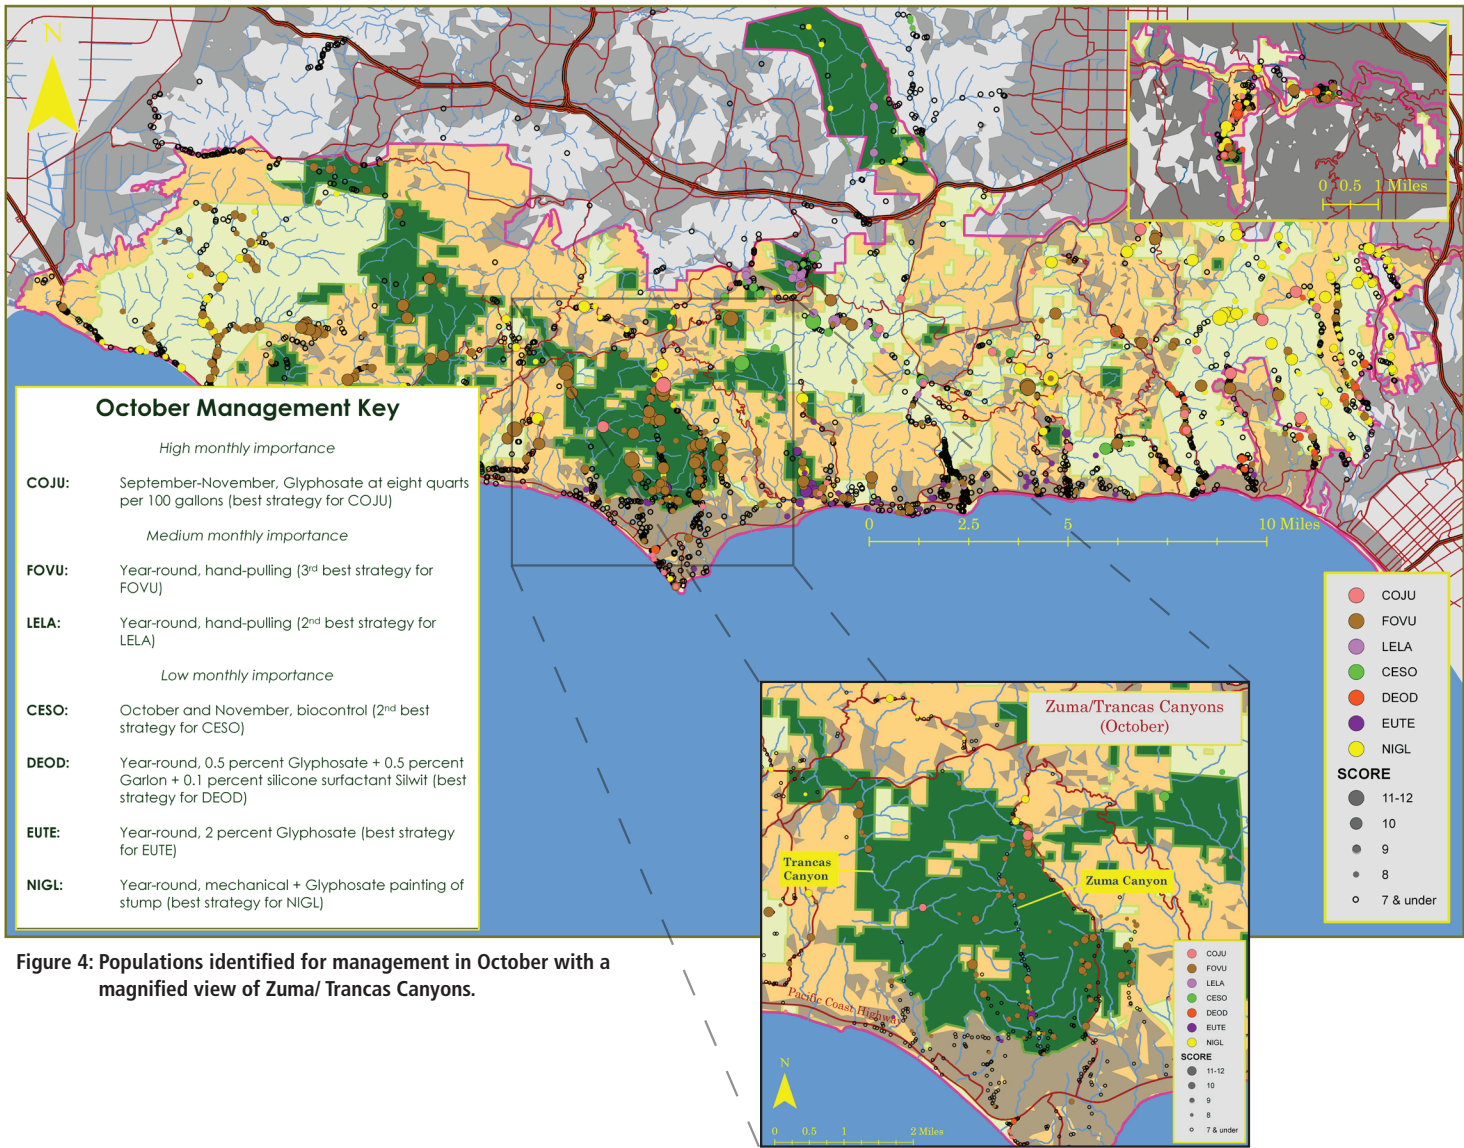 N
0 0.5 1 Miles
October Management Key
High monthly importance
COJU: September-November, Glyphosate at eight quarts
per 100 gallons (best strategy for COJU)
Medium monthly importance
FOVU: Year-round, hand-pulling (3rd best strategy for
FOVU)
LELA: Year-round, hand-pulling (2nd best strategy for
LELA)
Low monthly importance
CESO: October and November, biocontrol (2nd best
strategy for CESO)
DEOD: Year-round, 0.5 percent Glyphosate + 0.5 percent
Garlon + 0.1 percent silicone surfactant Silwit (best
strategy for DEOD)
EUTE: Year-round, 2 percent Glyphosate (best strategy
for EUTE)
NIGL: Year-round, mechanical + Glyphosate painting of
stump (best strategy for NIGL)
0 2.5 5 10 Miles
COJU
FOVU
LELA
CESO
DEOD
EUTE
NIGL
SCORE
11-12
10
9
8
7 & under
Zuma/Trancas Canyons
(October)
Trancas
Canyon
Zuma Canyon
Pacific Coast Highway
N
0 0.5 1 2 Miles
COJU
FOVU
LELA
CESO
DEOD
EUTE
NIGL
SCORE
11-12
10
9
8
7 & under
Figure 4: Populations identified for management in October with a
magnified view of Zuma/ Trancas Canyons.